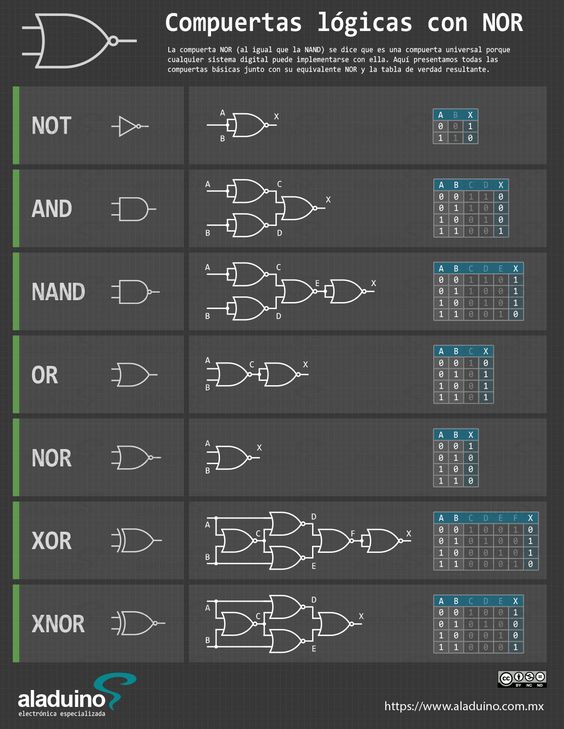 Compuertas lógicas con NOR
La compuerta NOR (al igual que la NAND) se dice que es una compuerta universal porque
cualquier sistema digital puede implementarse con ella. Aquí presentamos todas las
compuertas básicas junto con su equivalente NOR y la tabla de verdad resultante.
NOT
A
X
B
A B X
0 0 1
1 1 0
AND
A
C
X
B
D
A B C D X
0 0 1 1 0
0 1 1 0 0
1 0 0 1 0
1 1 0 0 1
NAND
A
C
E
X
B
D
A B C D E X
0 0 1 1 0 1
0 1 1 0 0 1
1 0 0 1 0 1
1 1 0 0 1 0
OR
A
C
X
B
A B C X
0 0 1 0
0 1 0 1
1 0 0 1
1 1 0 1
NOR
A
X
B
A B X
0 0 1
0 1 0
1 0 0
1 1 0
XOR
A
D
C
F
X
B
E
A B C D E F X
0 0 1 0 0 1 0
0 1 0 1 0 0 1
1 0 0 0 1 0 1
1 1 0 0 0 1 0
XNOR
A
D
C
X
B
E
A B C D E X
0 0 1 0 0 1
0 1 0 1 0 0
1 0 0 0 1 0
1 1 0 0 0 1
aladuino
electrónica especializada
cc
BY NC ND
https://www.aladuino.com.mx